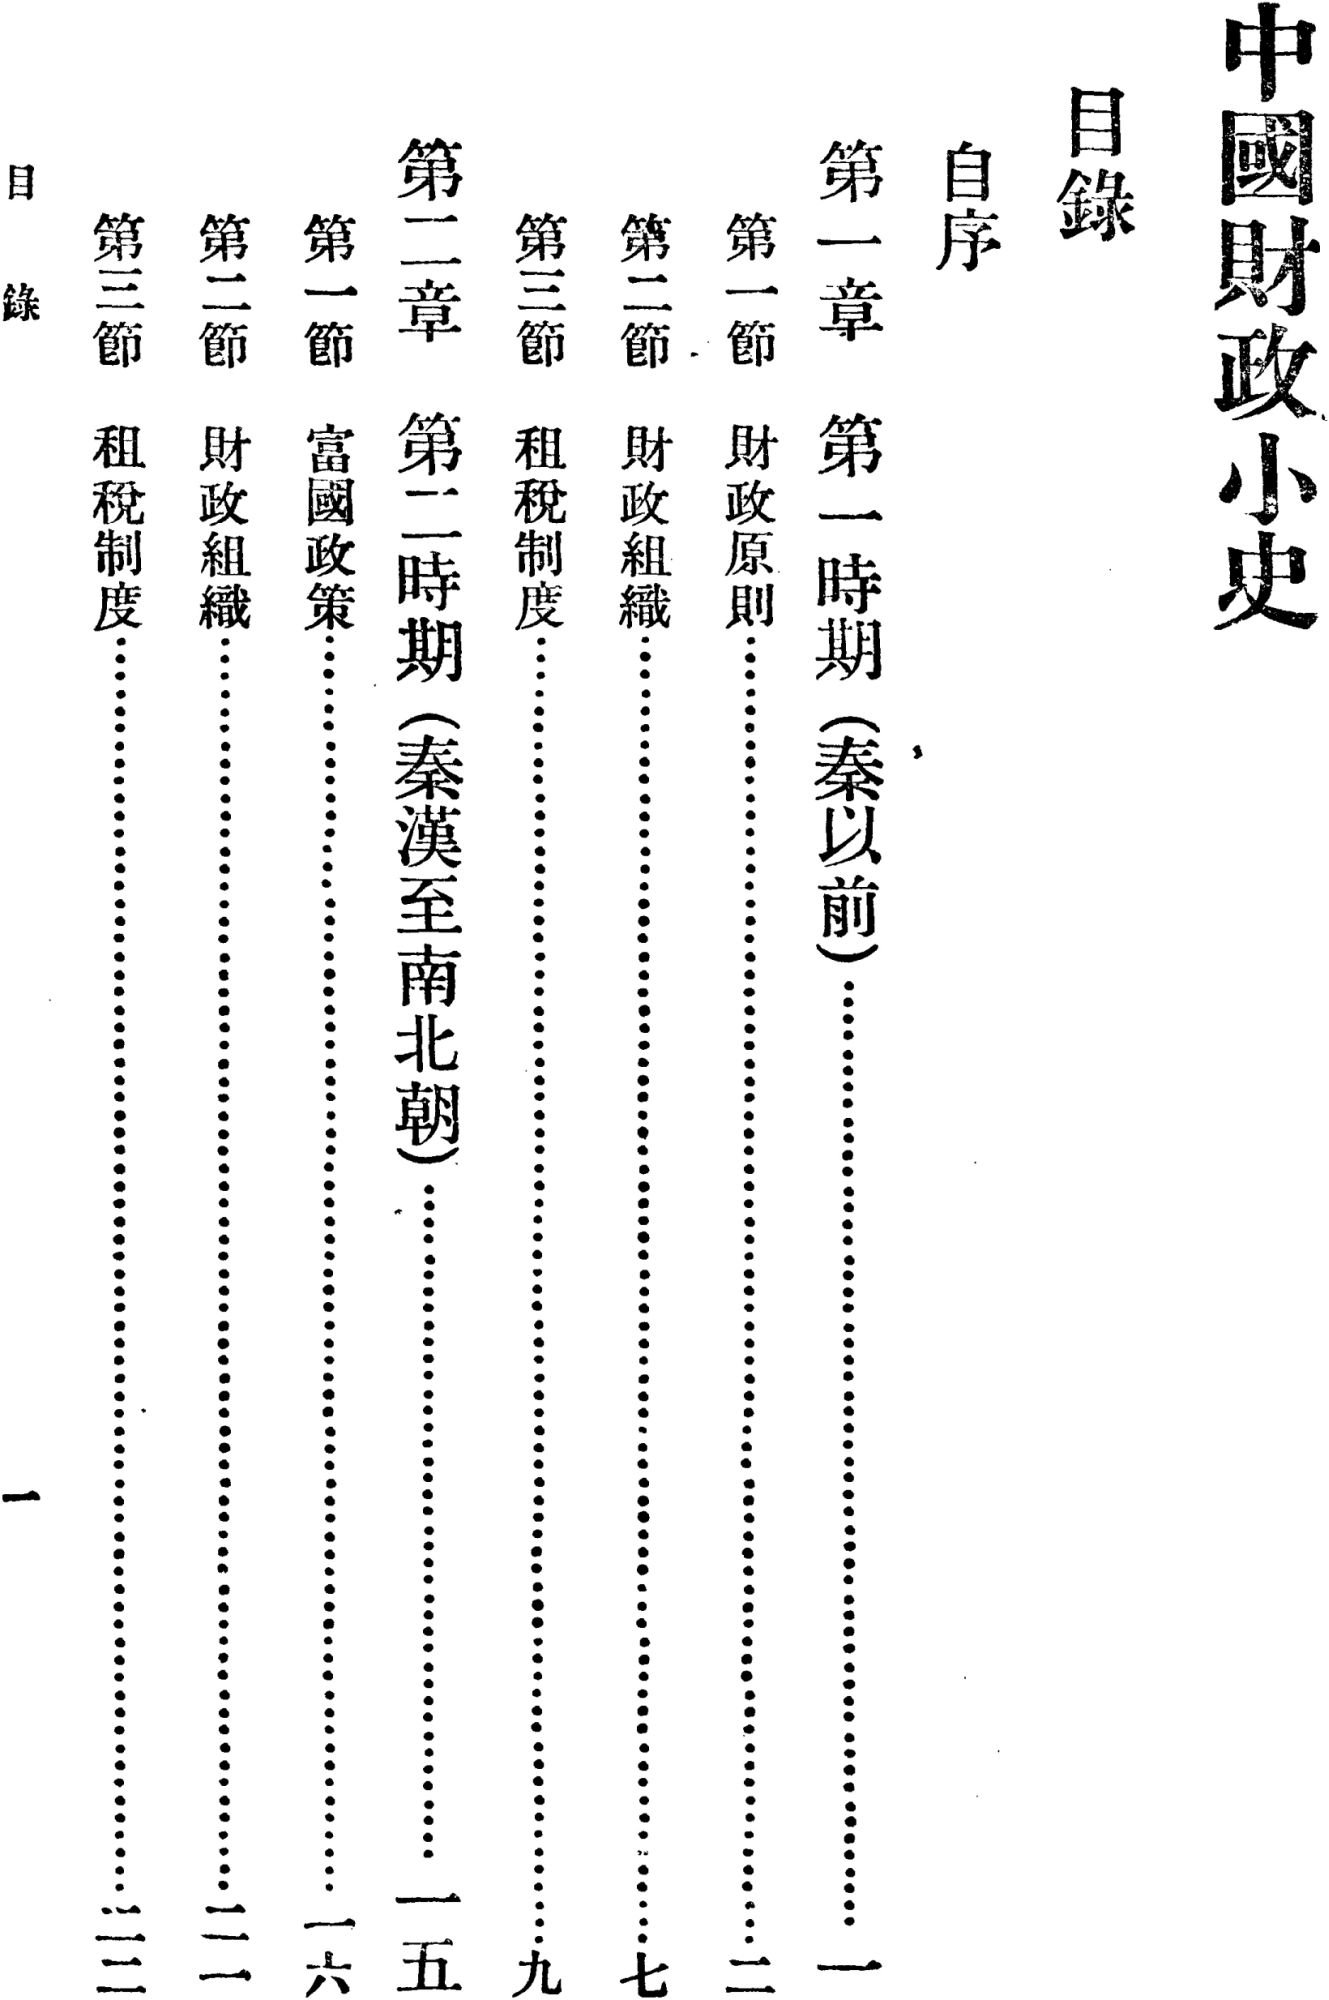 中國財政小史
目錄
自序
第一章　第一時期（秦以前）……………一
第一節　財政原則……………二
第二節　財政組織……………七
第三節　租稅制度……………九
第二章　第二時期（秦漢至南北朝）……………一五
第一節　富國政策……………一六
第二節　財政組織……………二一
第三節　租稅制度……………二二
目錄
一